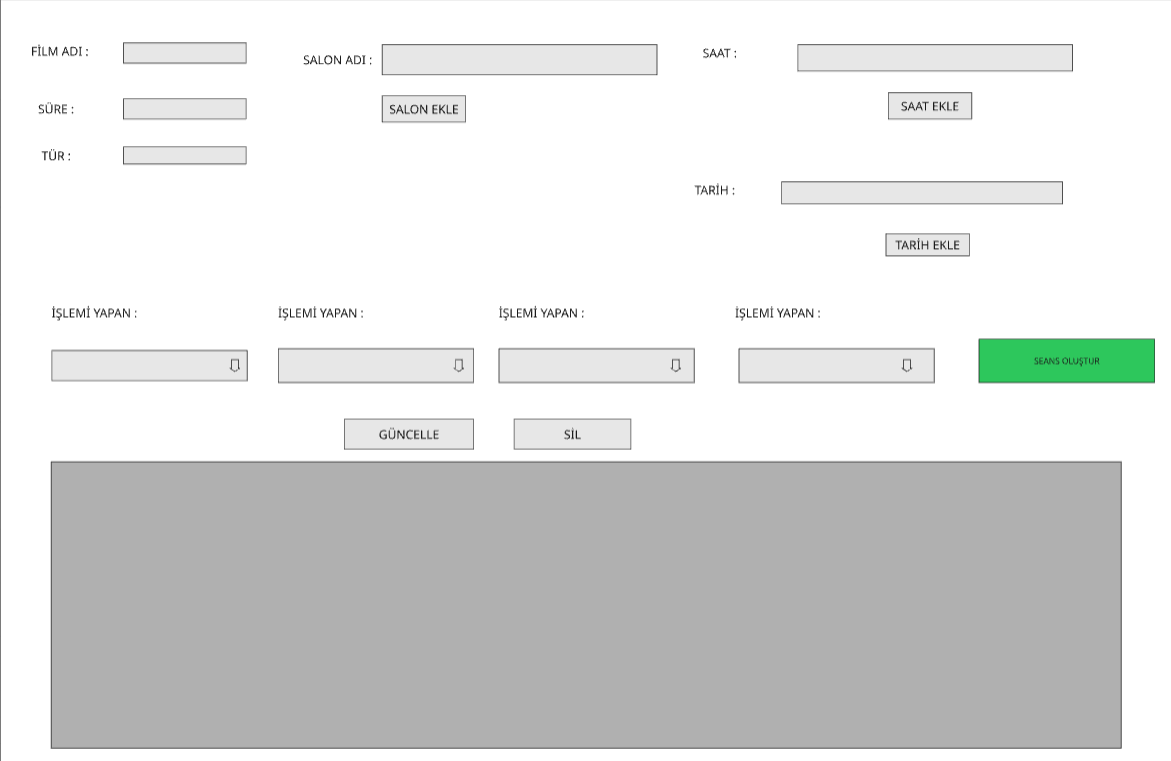 FİLM ADI :
SALON ADI :
SAAT :
SÜRE :
SALON EKLE
SAAT EKLE
TÜR :
TARİH :
TARİH EKLE
İŞLEMİ YAPAN :
İŞLEMİ YAPAN :
İŞLEMİ YAPAN :
İŞLEMİ YAPAN :
SEANS OLUŞTUR
GÜNCELLE
SİL